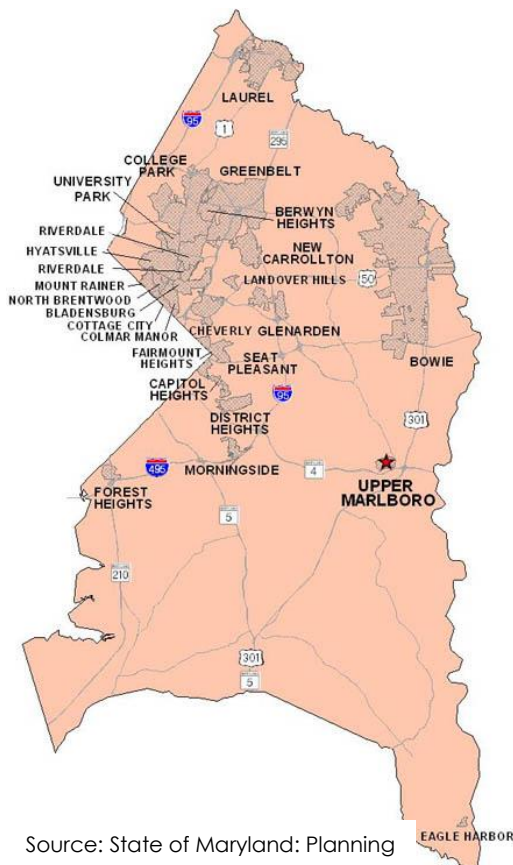 LAUREL
95
1
295
COLLEGE
PARK
GREENBELT
UNIVERSITY
PARK
BERWYN
HEIGHTS
RIVERDALE
HYATSVILLE
NEW
CARROLLTON
RIVERDALE
LANDOVER HILLS
50
MOUNT RAINER
NORTH BRENTWOOD
BLADENSBURG
COTTAGE CITY
COLMAR MANOR
CHEVERLY
GLENARDEN
FAIRMOUNT
HEIGHTS
SEAT
PLEASANT
BOWIE
CAPITOL
HEIGHTS
95
301
DISTRICT
HEIGHTS
495
MORNINGSIDE
4
UPPER
MARLBORO
FOREST
HEIGHTS
5
210
301
5
EAGLE HARBOR
Source: State of Maryland: Planning